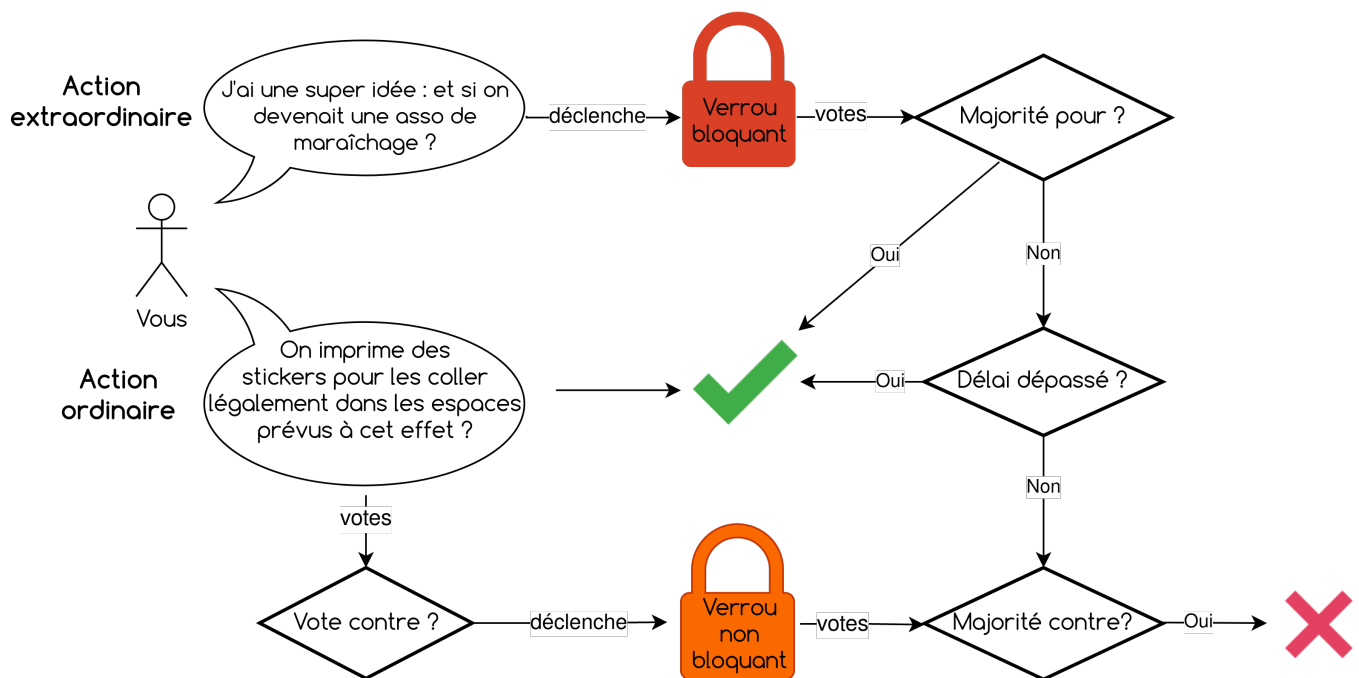 Action
extraordinaire
J'ai une super idée : et si on
devenait une asso de
maraîchage ?
déclenche
Verrou
bloquant
votes
Majorité pour ?
Oui
Non
Vous
Action
ordinaire
On imprime des
stickers pour les coller
légalement dans les espaces
prévus à cet effet ?
Oui
Délai dépassé ?
Non
votes
Vote contre ?
déclenche
Verrou
non
bloquant
votes
Majorité contre?
Oui